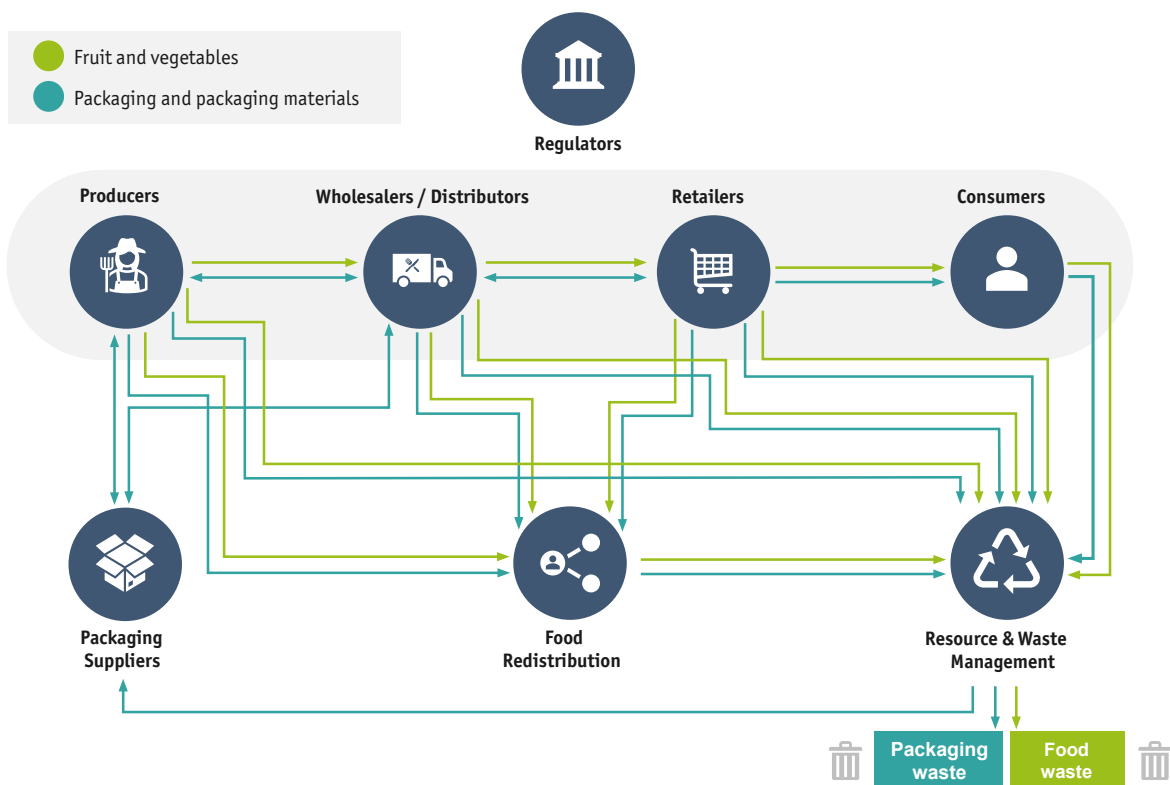 Fruit and vegetables
Packaging and packaging materials
Regulators
Producers
Wholesalers / Distributors
Retailers
Consumers
Packaging
Suppliers
Food
Redistribution
Resource & Waste
Management
Packaging
waste
Food
waste